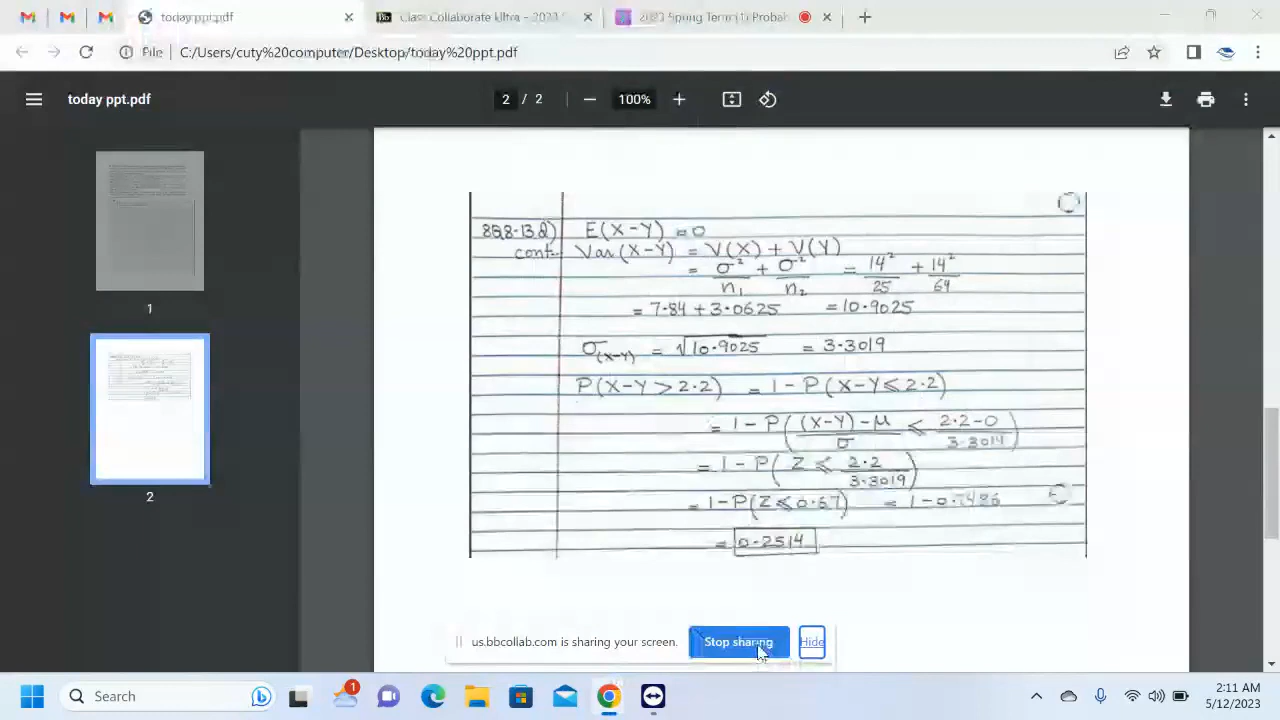 today ppt.pdf
Class Collaborate Ultra – 2023
2023 Spring Term (1) Probab
File
C:/Users/cuty%20computer/Desktop/today%20ppt.pdf
today ppt.pdf
2 / 2
100%
1
2
E(X-Y) = 0
cont. Var(X-Y) = V(X) + V(Y)
= σ²/n₁ + σ²/n₂ = 14²/25 + 14²/64
= 7.84 + 3.0625 = 10.9025
σ(X-Y) = √10.9025 = 3.3019
P(X-Y > 2.2) = 1 - P(X-Y ≤ 2.2)
= 1 - P((X-Y) - μ / σ ≤ 2.2-0 / 3.3019)
= 1 - P(Z ≤ 2.2 / 3.3019)
= 1 - P(Z ≤ 0.67) = 1 - 0.7486
= 0.2514
us.bbcollab.com is sharing your screen.
Stop sharing
Hide
Search
1
2:11 AM
5/12/2023